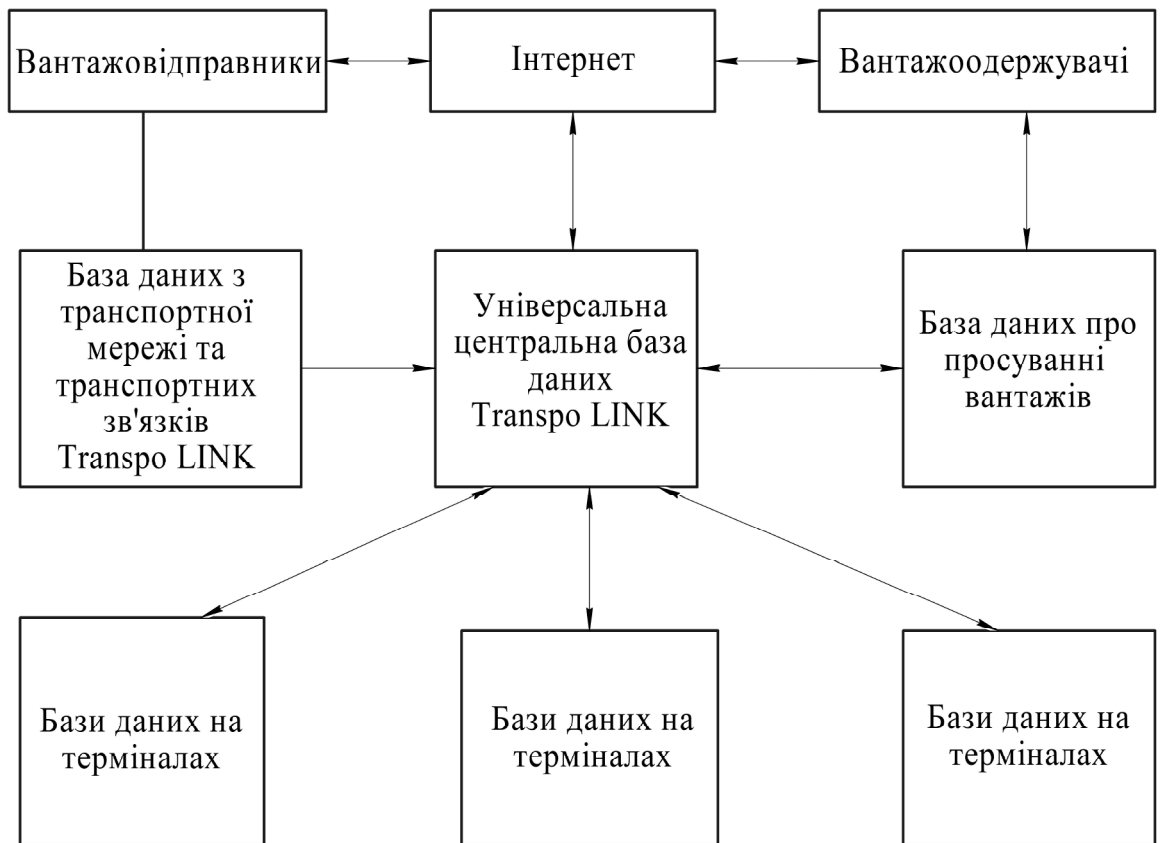 Вантажовідправники
Інтернет
Вантажоодержувачі
База даних з
транспортної
мережі та
транспортних
зв'язків
Transpo LINK
Універсальна
центральна база
даних
Transpo LINK
База даних про
просуванні
вантажів
Бази даних на
терміналах
Бази даних на
терміналах
Бази даних на
терміналах